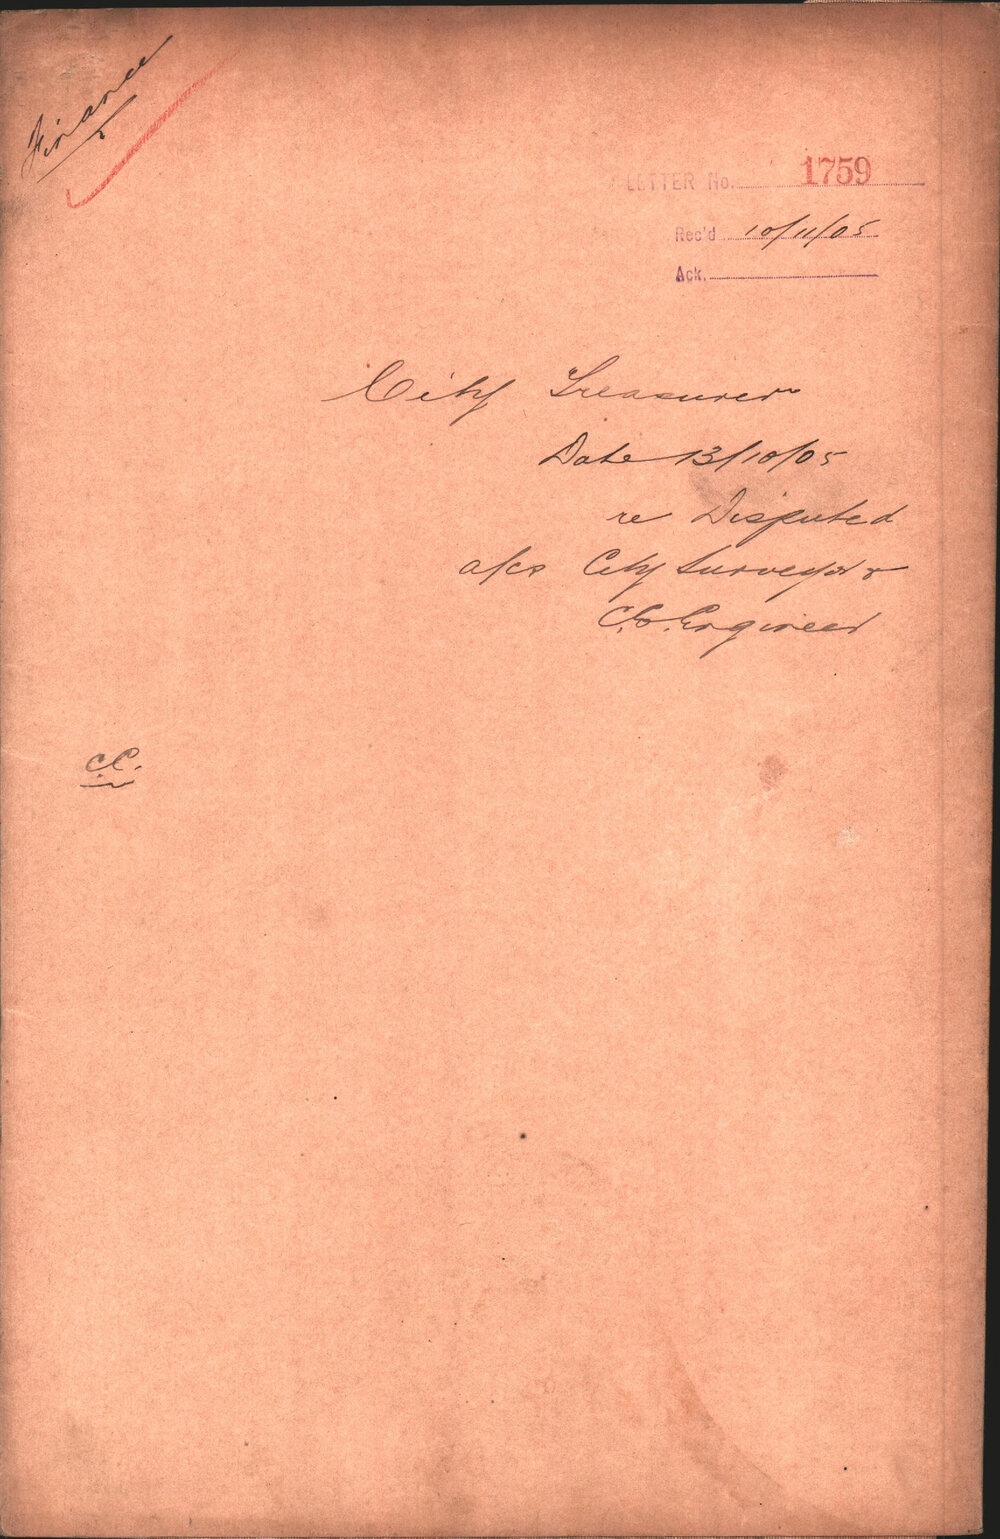 Finance
LETTER No. 1759
Rec'd 10/11/05
Ack.
City Treasurer
Date 13/10/05
re Disputed
a/cs City Surveyor &
C.C. Engineer
C.C.